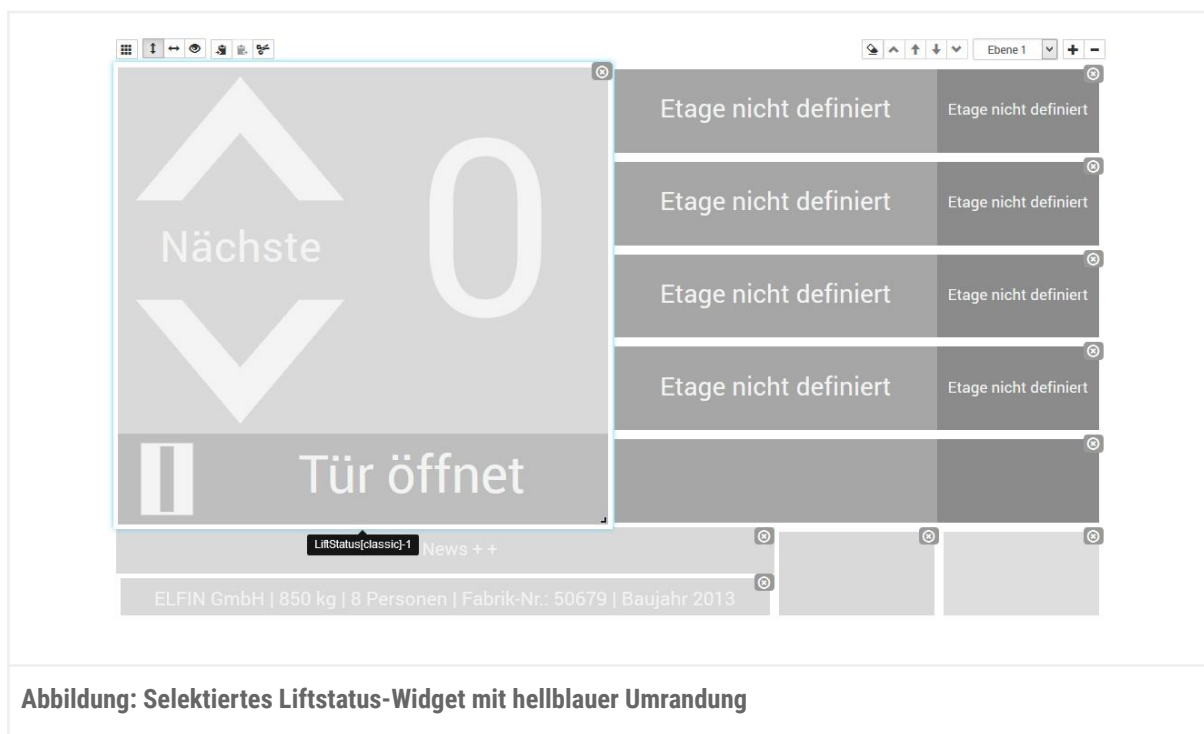 Ebene 1
Nächste
0
Tür öffnet
Etage nicht definiert
Etage nicht definiert
Etage nicht definiert
Etage nicht definiert
Etage nicht definiert
Etage nicht definiert
Etage nicht definiert
Etage nicht definiert
LiftStatus[classic]-1
News + +
ELFIN GmbH | 850 kg | 8 Personen | Fabrik-Nr.: 50679 | Baujahr 2013
Abbildung: Selektiertes Liftstatus-Widget mit hellblauer Umrandung